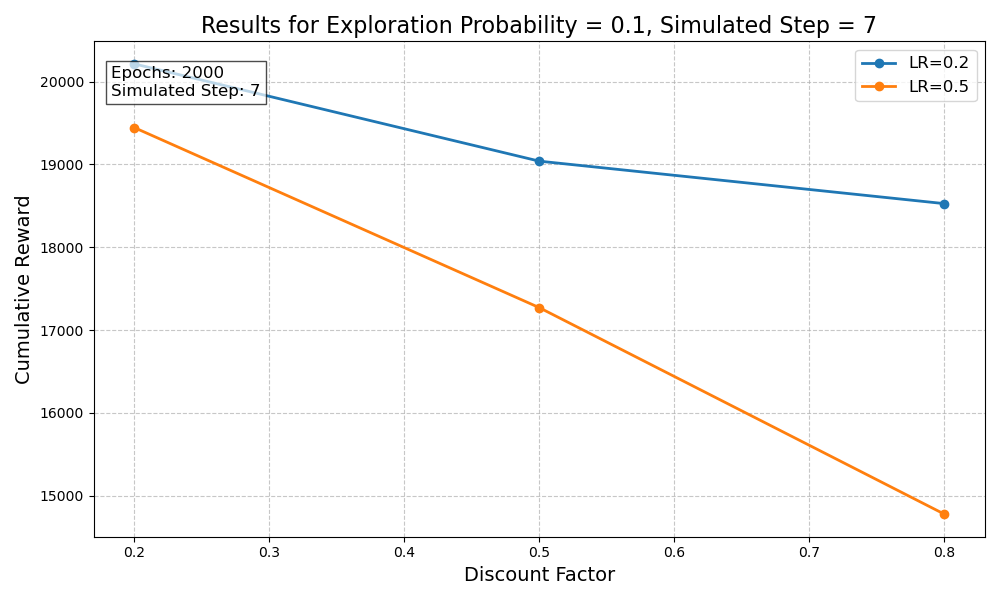 Results for Exploration Probability = 0.1, Simulated Step = 7
Epochs: 2000
Simulated Step: 7
LR=0.2
LR=0.5
Cumulative Reward
20000
19000
18000
17000
16000
15000
0.2 0.3 0.4 0.5 0.6 0.7 0.8
Discount Factor